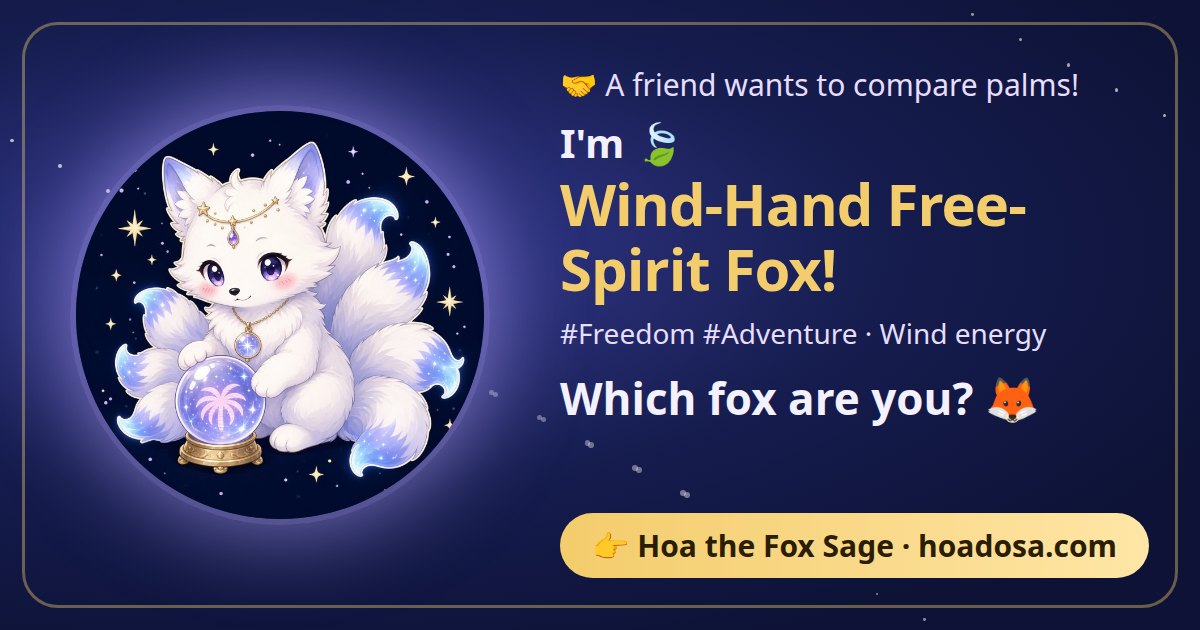 🤝 A friend wants to compare palms!
I'm 🍃
Wind-Hand Free-
Spirit Fox!
#Freedom #Adventure · Wind energy
Which fox are you? 🦊
👉 Hoa the Fox Sage · hoadosa.com